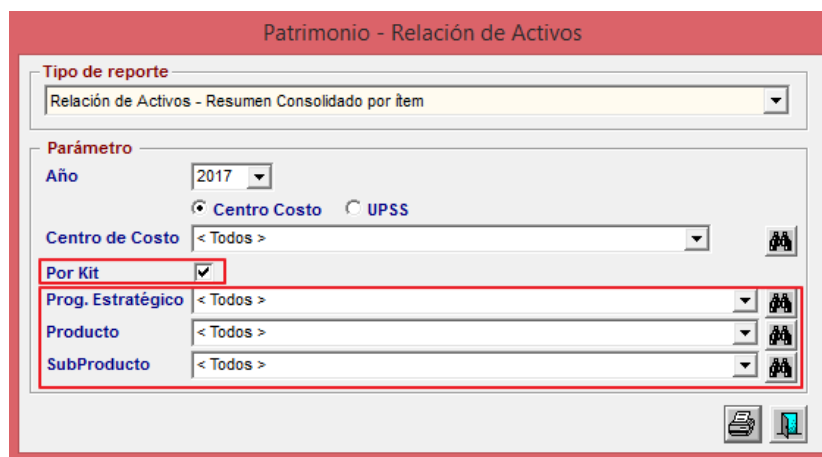 Patrimonio - Relación de Activos
Tipo de reporte
Relación de Activos - Resumen Consolidado por ítem
Parámetro
Año 2017
Centro Costo UPSS
Centro de Costo < Todos >
Por Kit
Prog. Estratégico < Todos >
Producto < Todos >
SubProducto < Todos >